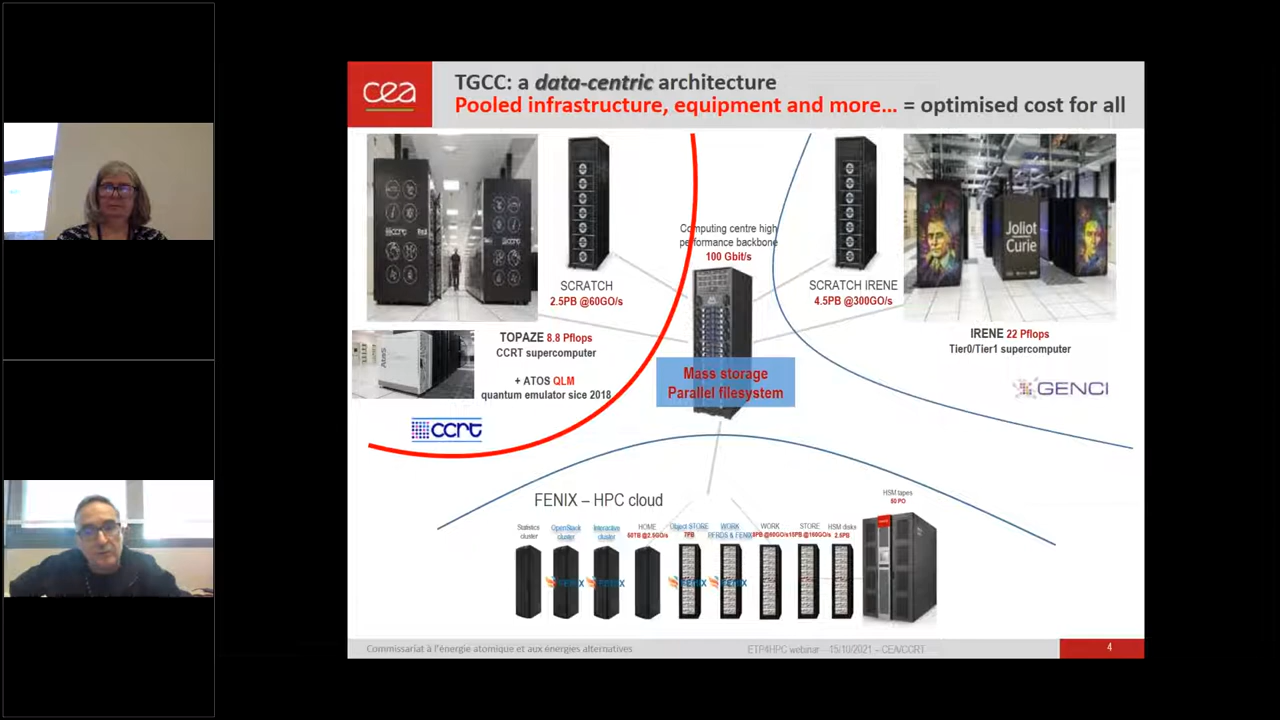 cea
TGCC: a data-centric architecture
Pooled infrastructure, equipment and more... = optimised cost for all
SCRATCH
2.5PB @60GO/s
Computing centre high
performance backbone
100 Gbit/s
SCRATCH IRENE
4.5PB @300GO/s
Joliot
Curie
TOPAZE 8.8 Pflops
CCRT supercomputer
+ ATOS QLM
quantum emulator sice 2018
Atos
ccrt
Mass storage
Parallel filesystem
IRENE 22 Pflops
Tier0/Tier1 supercomputer
GENCI
FENIX – HPC cloud
Statistics
cluster
OpenStack
cluster
Interactive
cluster
HOME
60TB @2.5GO/s
Object STORE
7PB
WORK
WORK
8PB @60GO/s
STORE
15PB @160GO/s
HSM disks
2.5PB
HSM tapes
80 PO
FENIX
FENIX
FENIX
FENIX
Commissariat à l'énergie atomique et aux énergies alternatives
ETP4HPC webinar - 15/10/2021 – CEA/CCRT
4